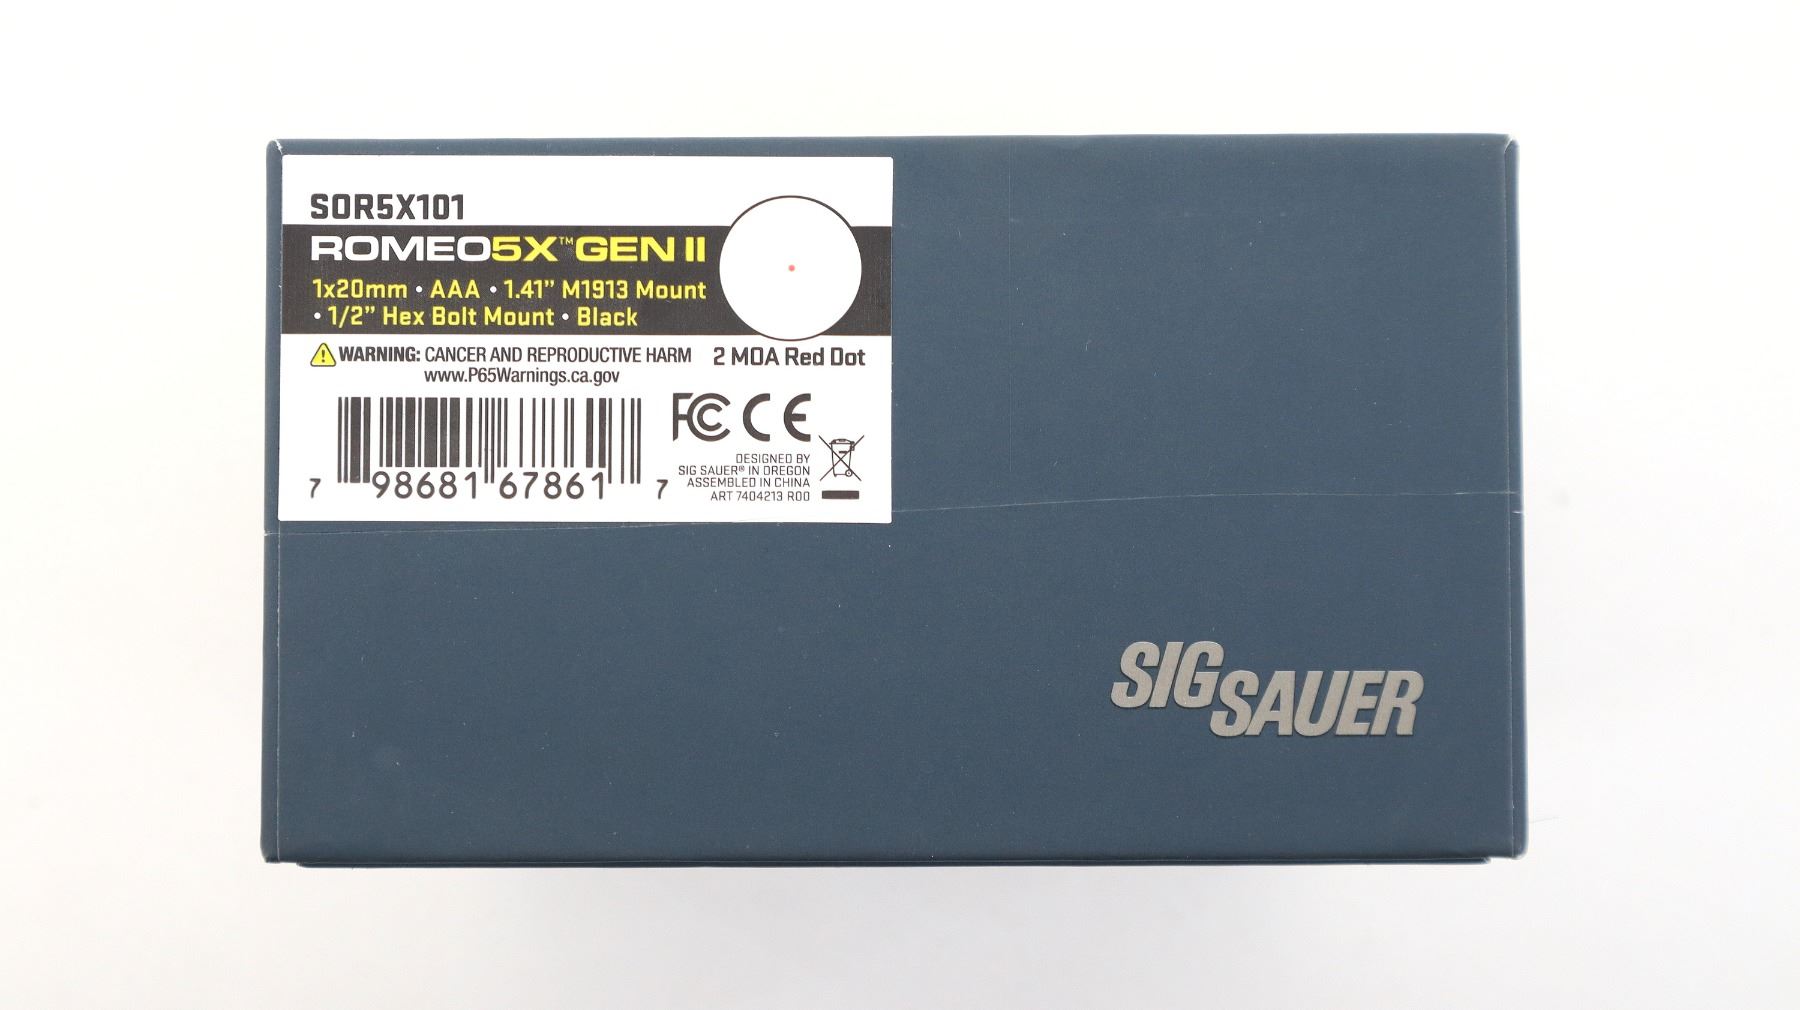 SOR5X101
ROMEO5X™ GEN II
1x20mm • AAA • 1.41” M1913 Mount
• 1/2” Hex Bolt Mount • Black
WARNING: CANCER AND REPRODUCTIVE HARM
www.P65Warnings.ca.gov
2 MOA Red Dot
FC CE
DESIGNED BY
SIG SAUER® IN OREGON
ASSEMBLED IN CHINA
ART 7404213 R00
7 98681 67861 7
SIG SAUER